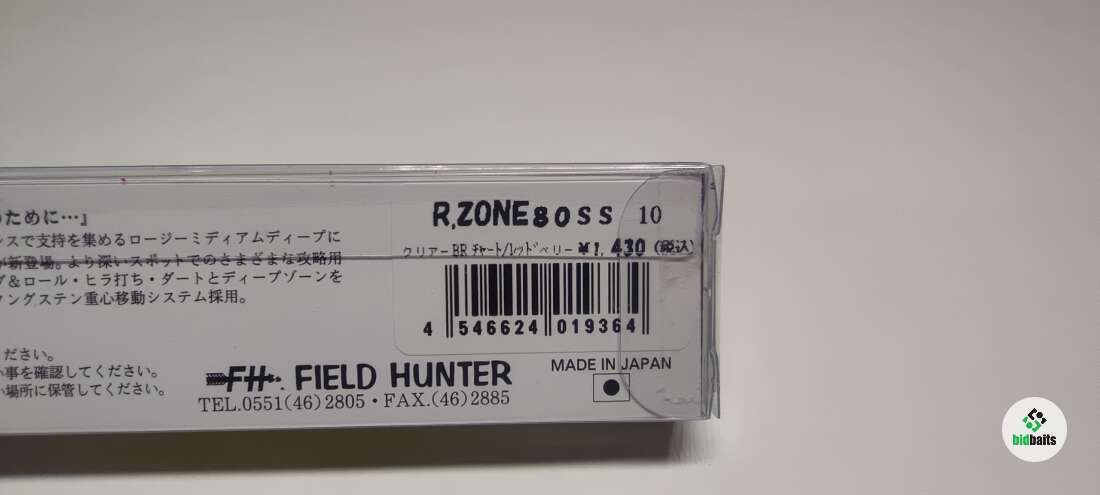 ために…』
スで支持を集めるロージーミディアムディープに
が新登場。より深いスポットでのさまざまな攻略用
グ＆ロール・ヒラ打ち・ダートとディープゾーンを
ングステン重心移動システム採用。
ださい。
い事を確認してください。
い場所に保管してください。
R,ZONE80SS 10
クリアーBR チャート/レッドベリー ¥1,430(税込)
4 546624 019364
FH. FIELD HUNTER
TEL.0551(46)2805・FAX.(46)2885
MADE IN JAPAN
bidbaits